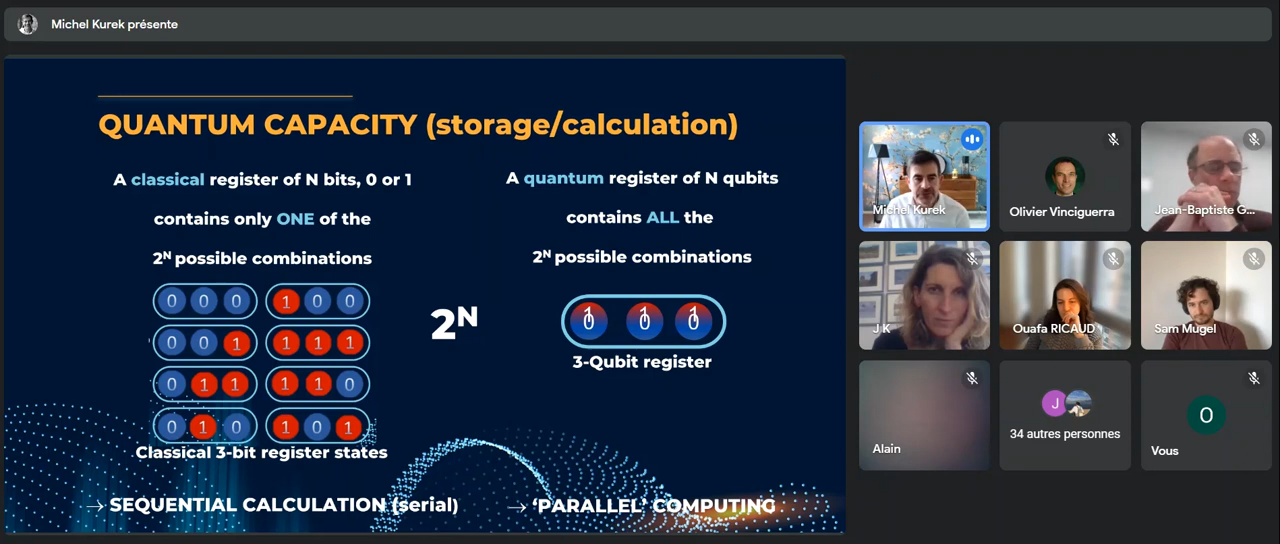 Michel Kurek présente
QUANTUM CAPACITY (storage/calculation)
A classical register of N bits, 0 or 1
contains only ONE of the
2ᴺ possible combinations
0 0 0 1 0 0
0 0 1 1 1 1
0 1 1 1 1 0
0 1 0 1 0 1
Classical 3-bit register states
→ SEQUENTIAL CALCULATION (serial)
2ᴺ
A quantum register of N qubits
contains ALL the
2ᴺ possible combinations
1 1 1
0 0 0
3-Qubit register
→ ‘PARALLEL’ COMPUTING
Michel Kurek
Olivier Vinciguerra
Jean-Baptiste G...
J K
Ouafa RICAUD
Sam Mugel
Alain
J
34 autres personnes
O
Vous